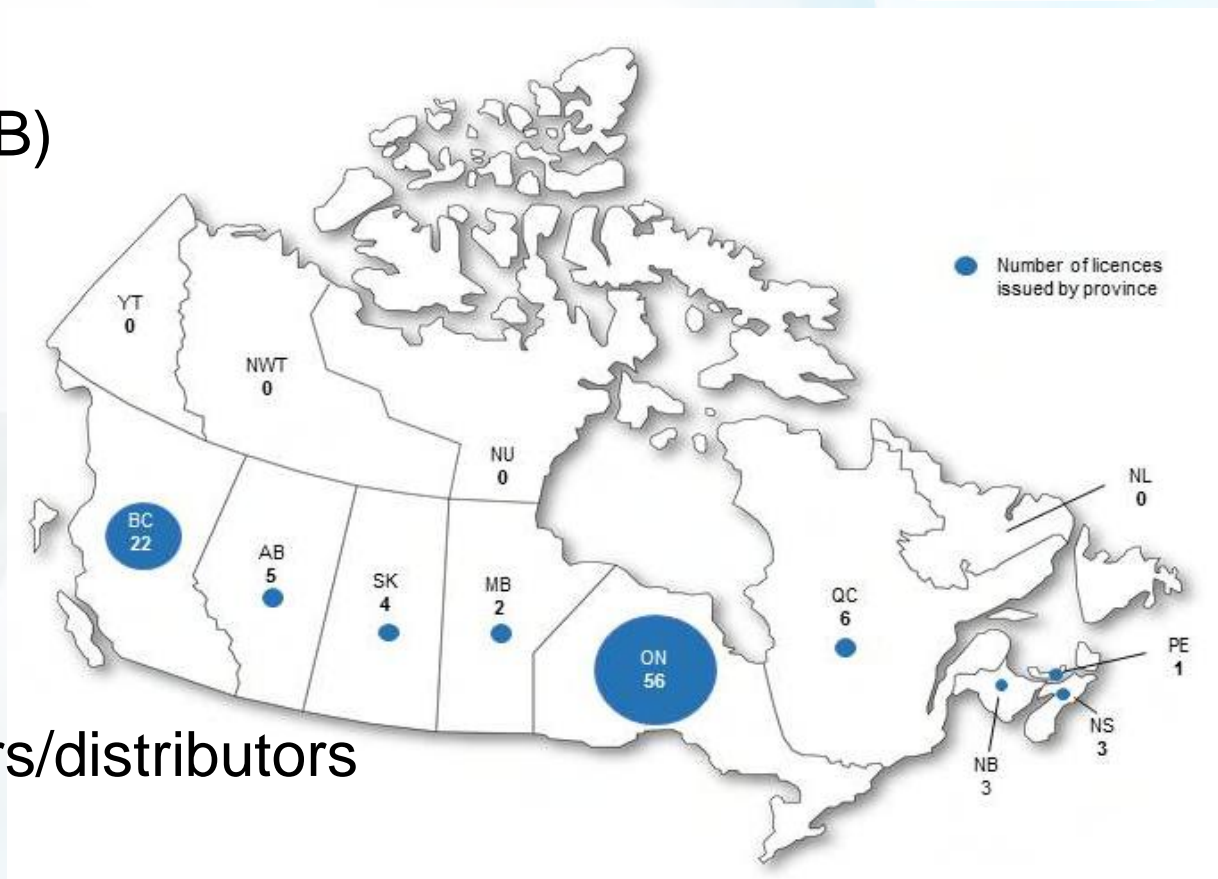 B)
Number of licences
issued by province
YT
0
NWT
0
NU
0
NL
0
BC
22
AB
5
SK
4
MB
2
ON
56
QC
6
PE
1
NS
3
NB
3
rs/distributors